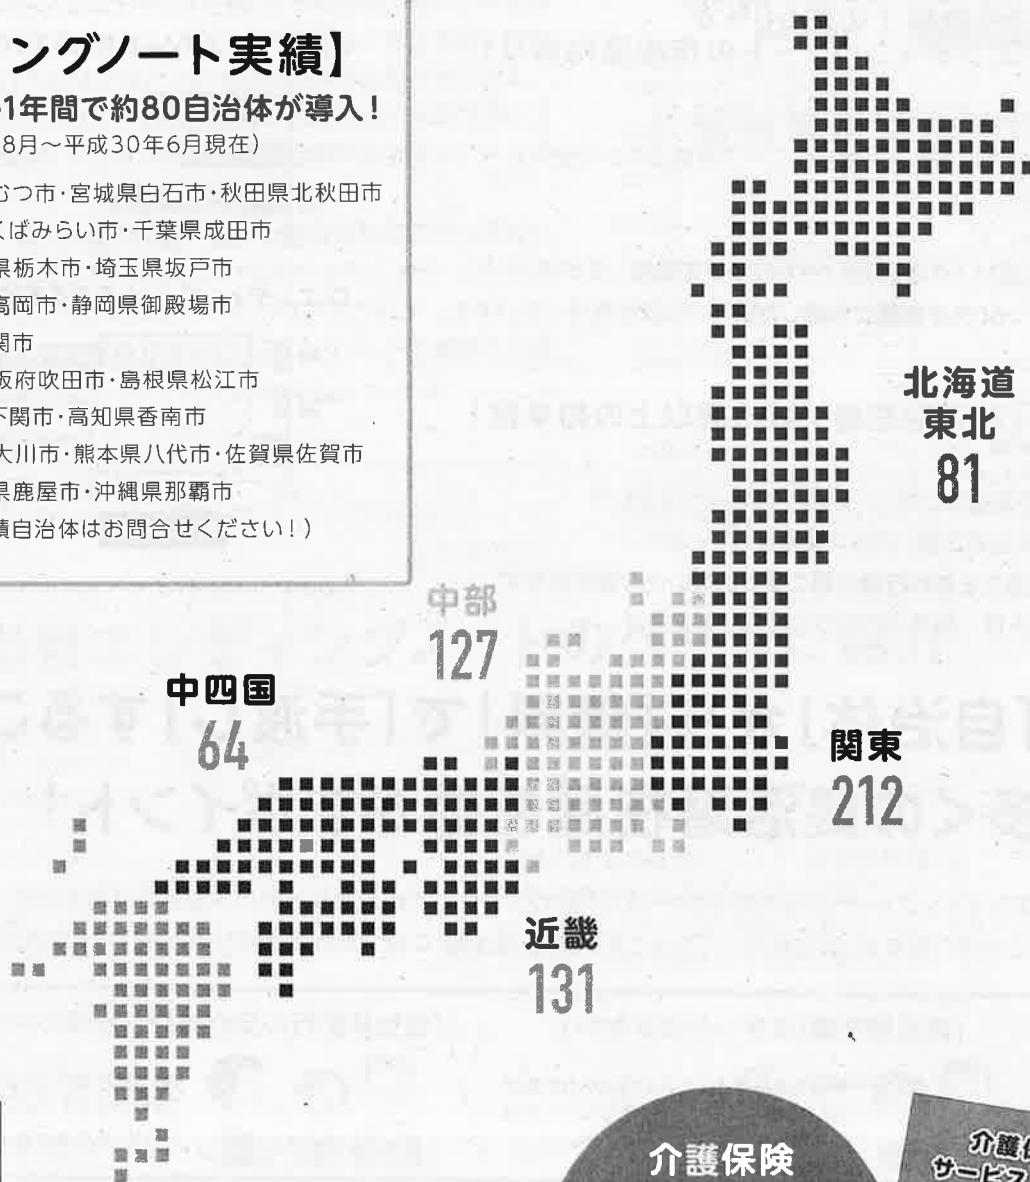 ングノート実績】
1年間で約80自治体が導入!
8月~平成30年6月現在)
むつ市・宮城県白石市・秋田県北秋田市
くばみらい市・千葉県成田市
県栃木市・埼玉県坂戸市
高岡市・静岡県御殿場市
関市
阪府吹田市・島根県松江市
下関市・高知県香南市
大川市・熊本県八代市・佐賀県佐賀市
県鹿屋市・沖縄県那覇市
績自治体はお問合せください!)
北海道
東北
81
中部
127
中四国
64
関東
212
近畿
131
介護保険
介護
サービス